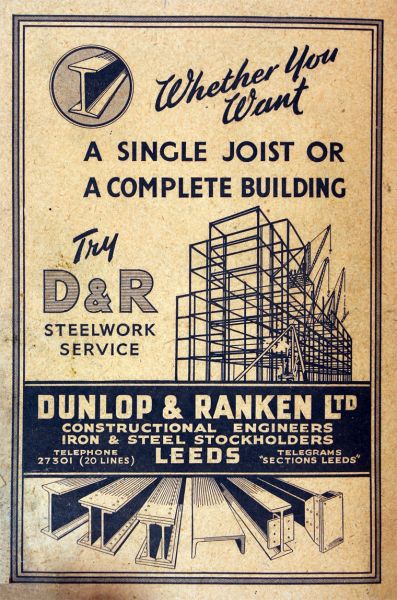 Whether You
Want
A SINGLE JOIST OR
A COMPLETE BUILDING
Try
D&R
STEELWORK
SERVICE
DUNLOP & RANKEN LTD
CONSTRUCTIONAL ENGINEERS
IRON & STEEL STOCKHOLDERS
TELEPHONE
27301 (20 LINES)
LEEDS
TELEGRAMS
"SECTIONS LEEDS"